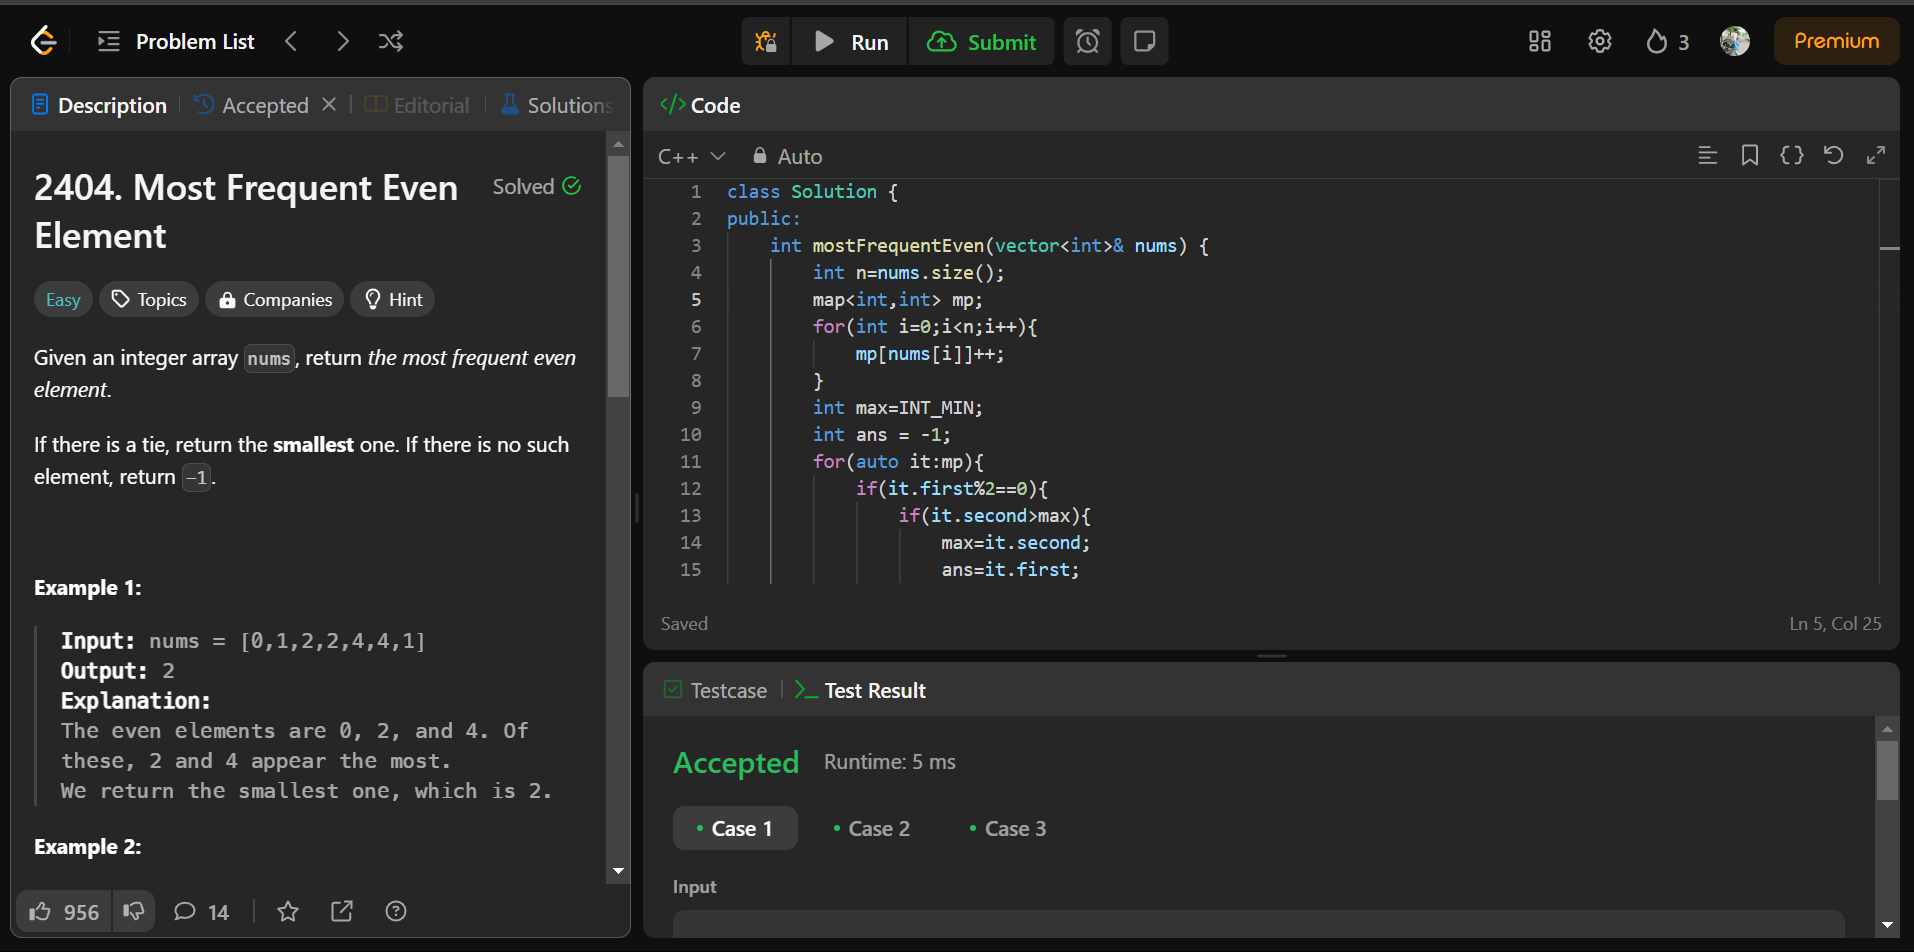 Problem List
Run
Submit
3
Premium
Description
Accepted
Editorial
Solutions
2404. Most Frequent Even
Element
Solved
Easy
Topics
Companies
Hint
Given an integer array nums, return the most frequent even
element.
If there is a tie, return the smallest one. If there is no such
element, return -1.
Example 1:
Input: nums = [0,1,2,2,4,4,1]
Output: 2
Explanation:
The even elements are 0, 2, and 4. Of
these, 2 and 4 appear the most.
We return the smallest one, which is 2.
Example 2:
956
14
</> Code
C++
Auto
1 class Solution {
2 public:
3     int mostFrequentEven(vector<int>& nums) {
4         int n=nums.size();
5         map<int,int> mp;
6         for(int i=0;i<n;i++){
7             mp[nums[i]]++;
8         }
9         int max=INT_MIN;
10         int ans = -1;
11         for(auto it:mp){
12             if(it.first%2==0){
13                 if(it.second>max){
14                     max=it.second;
15                     ans=it.first;
Saved
Ln 5, Col 25
Testcase
Test Result
Accepted
Runtime: 5 ms
Case 1
Case 2
Case 3
Input